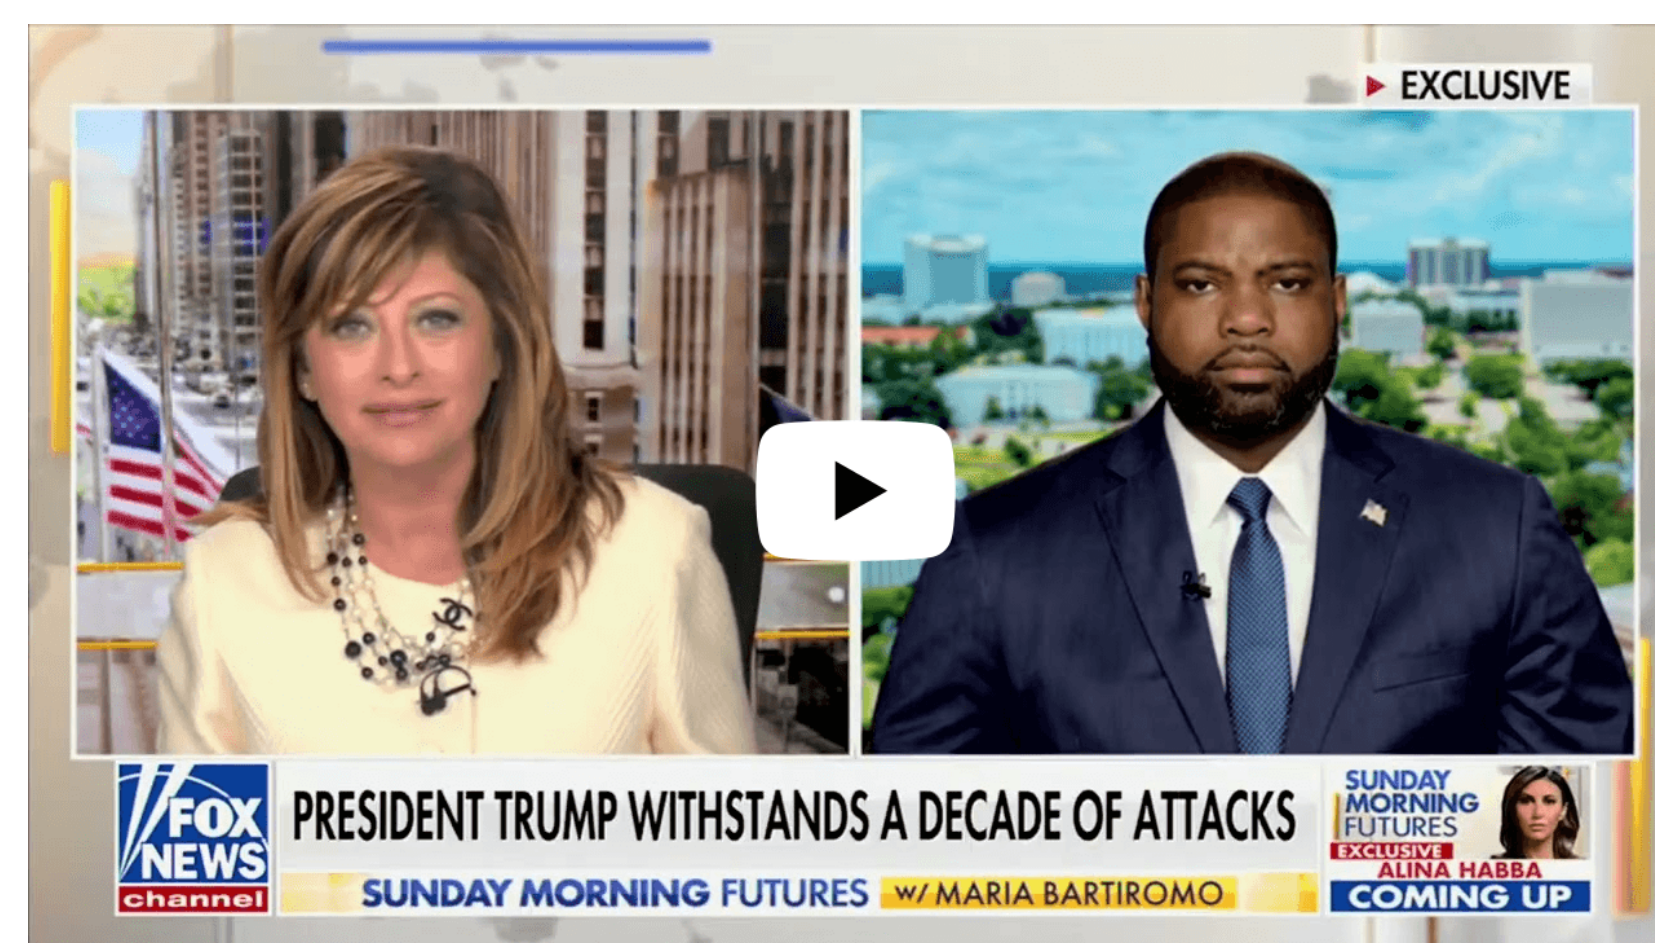 EXCLUSIVE
PRESIDENT TRUMP WITHSTANDS A DECADE OF ATTACKS
FOX
NEWS
channel
SUNDAY MORNING FUTURES W/ MARIA BARTIROMO
SUNDAY
MORNING
FUTURES
EXCLUSIVE
ALINA HABBA
COMING UP